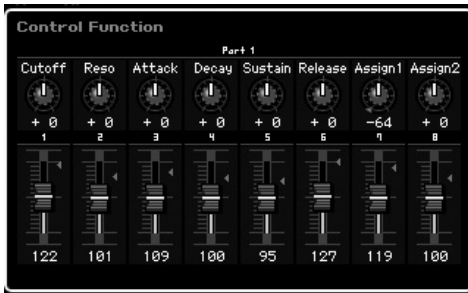 Control Function
Part 1
Cutoff Reso Attack Decay Sustain Release Assign1 Assign2
+ 0 + 0 + 0 + 0 + 0 + 0 -64 + 0
1 2 3 4 5 6 7 8
122 101 109 100 95 127 119 100